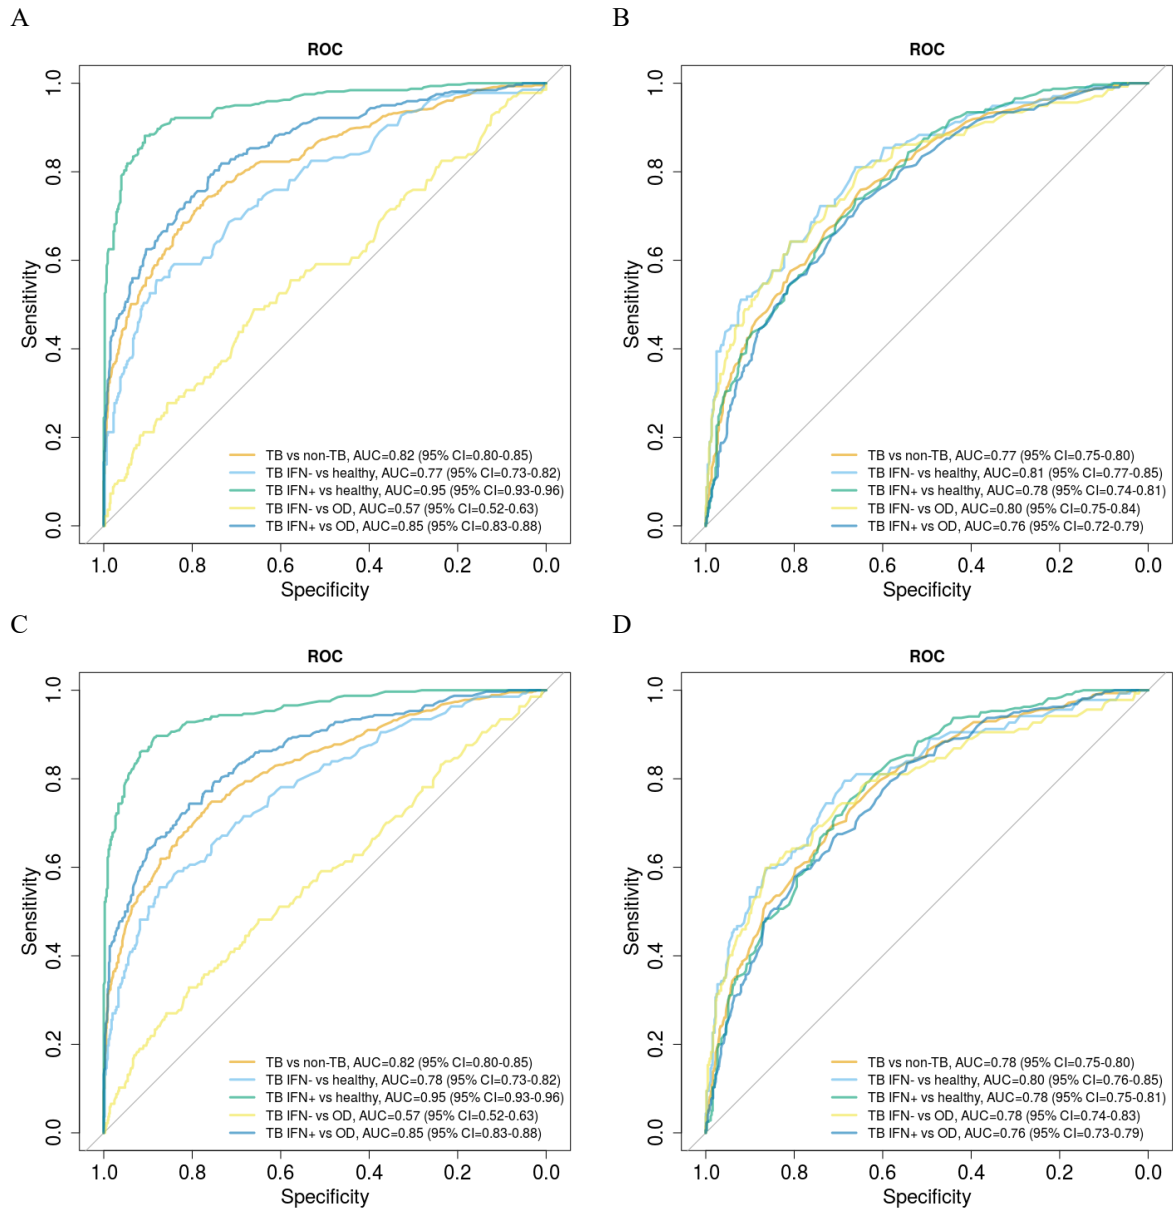 A
ROC
1.0
0.8
0.6
0.4
0.2
0.0
Sensitivity
TB vs non-TB, AUC=0.82 (95% CI=0.80-0.85)
TB IFN- vs healthy, AUC=0.77 (95% CI=0.73-0.82)
TB IFN+ vs healthy, AUC=0.95 (95% CI=0.93-0.96)
TB IFN- vs OD, AUC=0.57 (95% CI=0.52-0.63)
TB IFN+ vs OD, AUC=0.85 (95% CI=0.83-0.88)
1.0 0.8 0.6 0.4 0.2 0.0
Specificity
B
ROC
1.0
0.8
0.6
0.4
0.2
0.0
Sensitivity
TB vs non-TB, AUC=0.77 (95% CI=0.75-0.80)
TB IFN- vs healthy, AUC=0.81 (95% CI=0.77-0.85)
TB IFN+ vs healthy, AUC=0.78 (95% CI=0.74-0.81)
TB IFN- vs OD, AUC=0.80 (95% CI=0.75-0.84)
TB IFN+ vs OD, AUC=0.76 (95% CI=0.72-0.79)
1.0 0.8 0.6 0.4 0.2 0.0
Specificity
C
ROC
1.0
0.8
0.6
0.4
0.2
0.0
Sensitivity
TB vs non-TB, AUC=0.82 (95% CI=0.80-0.85)
TB IFN- vs healthy, AUC=0.78 (95% CI=0.73-0.82)
TB IFN+ vs healthy, AUC=0.95 (95% CI=0.93-0.96)
TB IFN- vs OD, AUC=0.57 (95% CI=0.52-0.63)
TB IFN+ vs OD, AUC=0.85 (95% CI=0.83-0.88)
1.0 0.8 0.6 0.4 0.2 0.0
Specificity
D
ROC
1.0
0.8
0.6
0.4
0.2
0.0
Sensitivity
TB vs non-TB, AUC=0.78 (95% CI=0.75-0.80)
TB IFN- vs healthy, AUC=0.80 (95% CI=0.76-0.85)
TB IFN+ vs healthy, AUC=0.78 (95% CI=0.75-0.81)
TB IFN- vs OD, AUC=0.78 (95% CI=0.74-0.83)
TB IFN+ vs OD, AUC=0.76 (95% CI=0.73-0.79)
1.0 0.8 0.6 0.4 0.2 0.0
Specificity